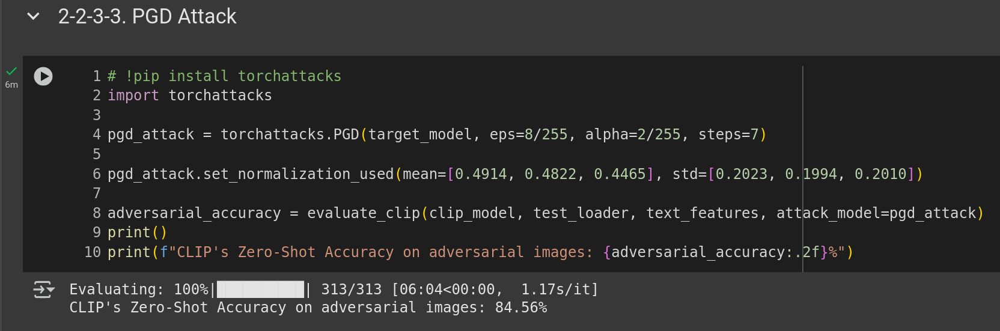 2-2-3-3. PGD Attack
6m
1 # !pip install torchattacks
2 import torchattacks
3
4 pgd_attack = torchattacks.PGD(target_model, eps=8/255, alpha=2/255, steps=7)
5
6 pgd_attack.set_normalization_used(mean=[0.4914, 0.4822, 0.4465], std=[0.2023, 0.1994, 0.2010])
7
8 adversarial_accuracy = evaluate_clip(clip_model, test_loader, text_features, attack_model=pgd_attack)
9 print()
10 print(f"CLIP's Zero-Shot Accuracy on adversarial images: {adversarial_accuracy:.2f}%")
Evaluating: 100%|██████████| 313/313 [06:04<00:00,  1.17s/it]
CLIP's Zero-Shot Accuracy on adversarial images: 84.56%